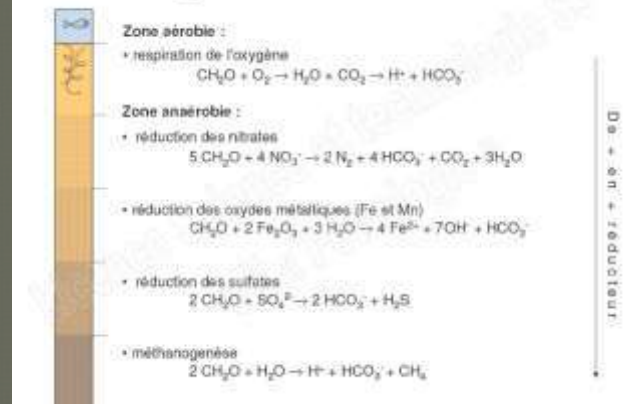 Zone aérobie :
• respiration de l'oxygène
CH₂O + O₂ → H₂O + CO₂ → H⁺ + HCO₃⁻
Zone anaérobie :
• réduction des nitrates
5 CH₂O + 4 NO₃⁻ → 2 N₂ + 4 HCO₃⁻ + CO₂ + 3H₂O
• réduction des oxydes métalliques (Fe et Mn)
CH₂O + 2 Fe₂O₃ + 3 H₂O → 4 Fe²⁺ + 7OH⁻ + HCO₃⁻
• réduction des sulfates
2 CH₂O + SO₄²⁻ → 2 HCO₃⁻ + H₂S
• méthanogenèse
2 CH₂O + H₂O → H⁺ + HCO₃⁻ + CH₄
De + en + réducteur